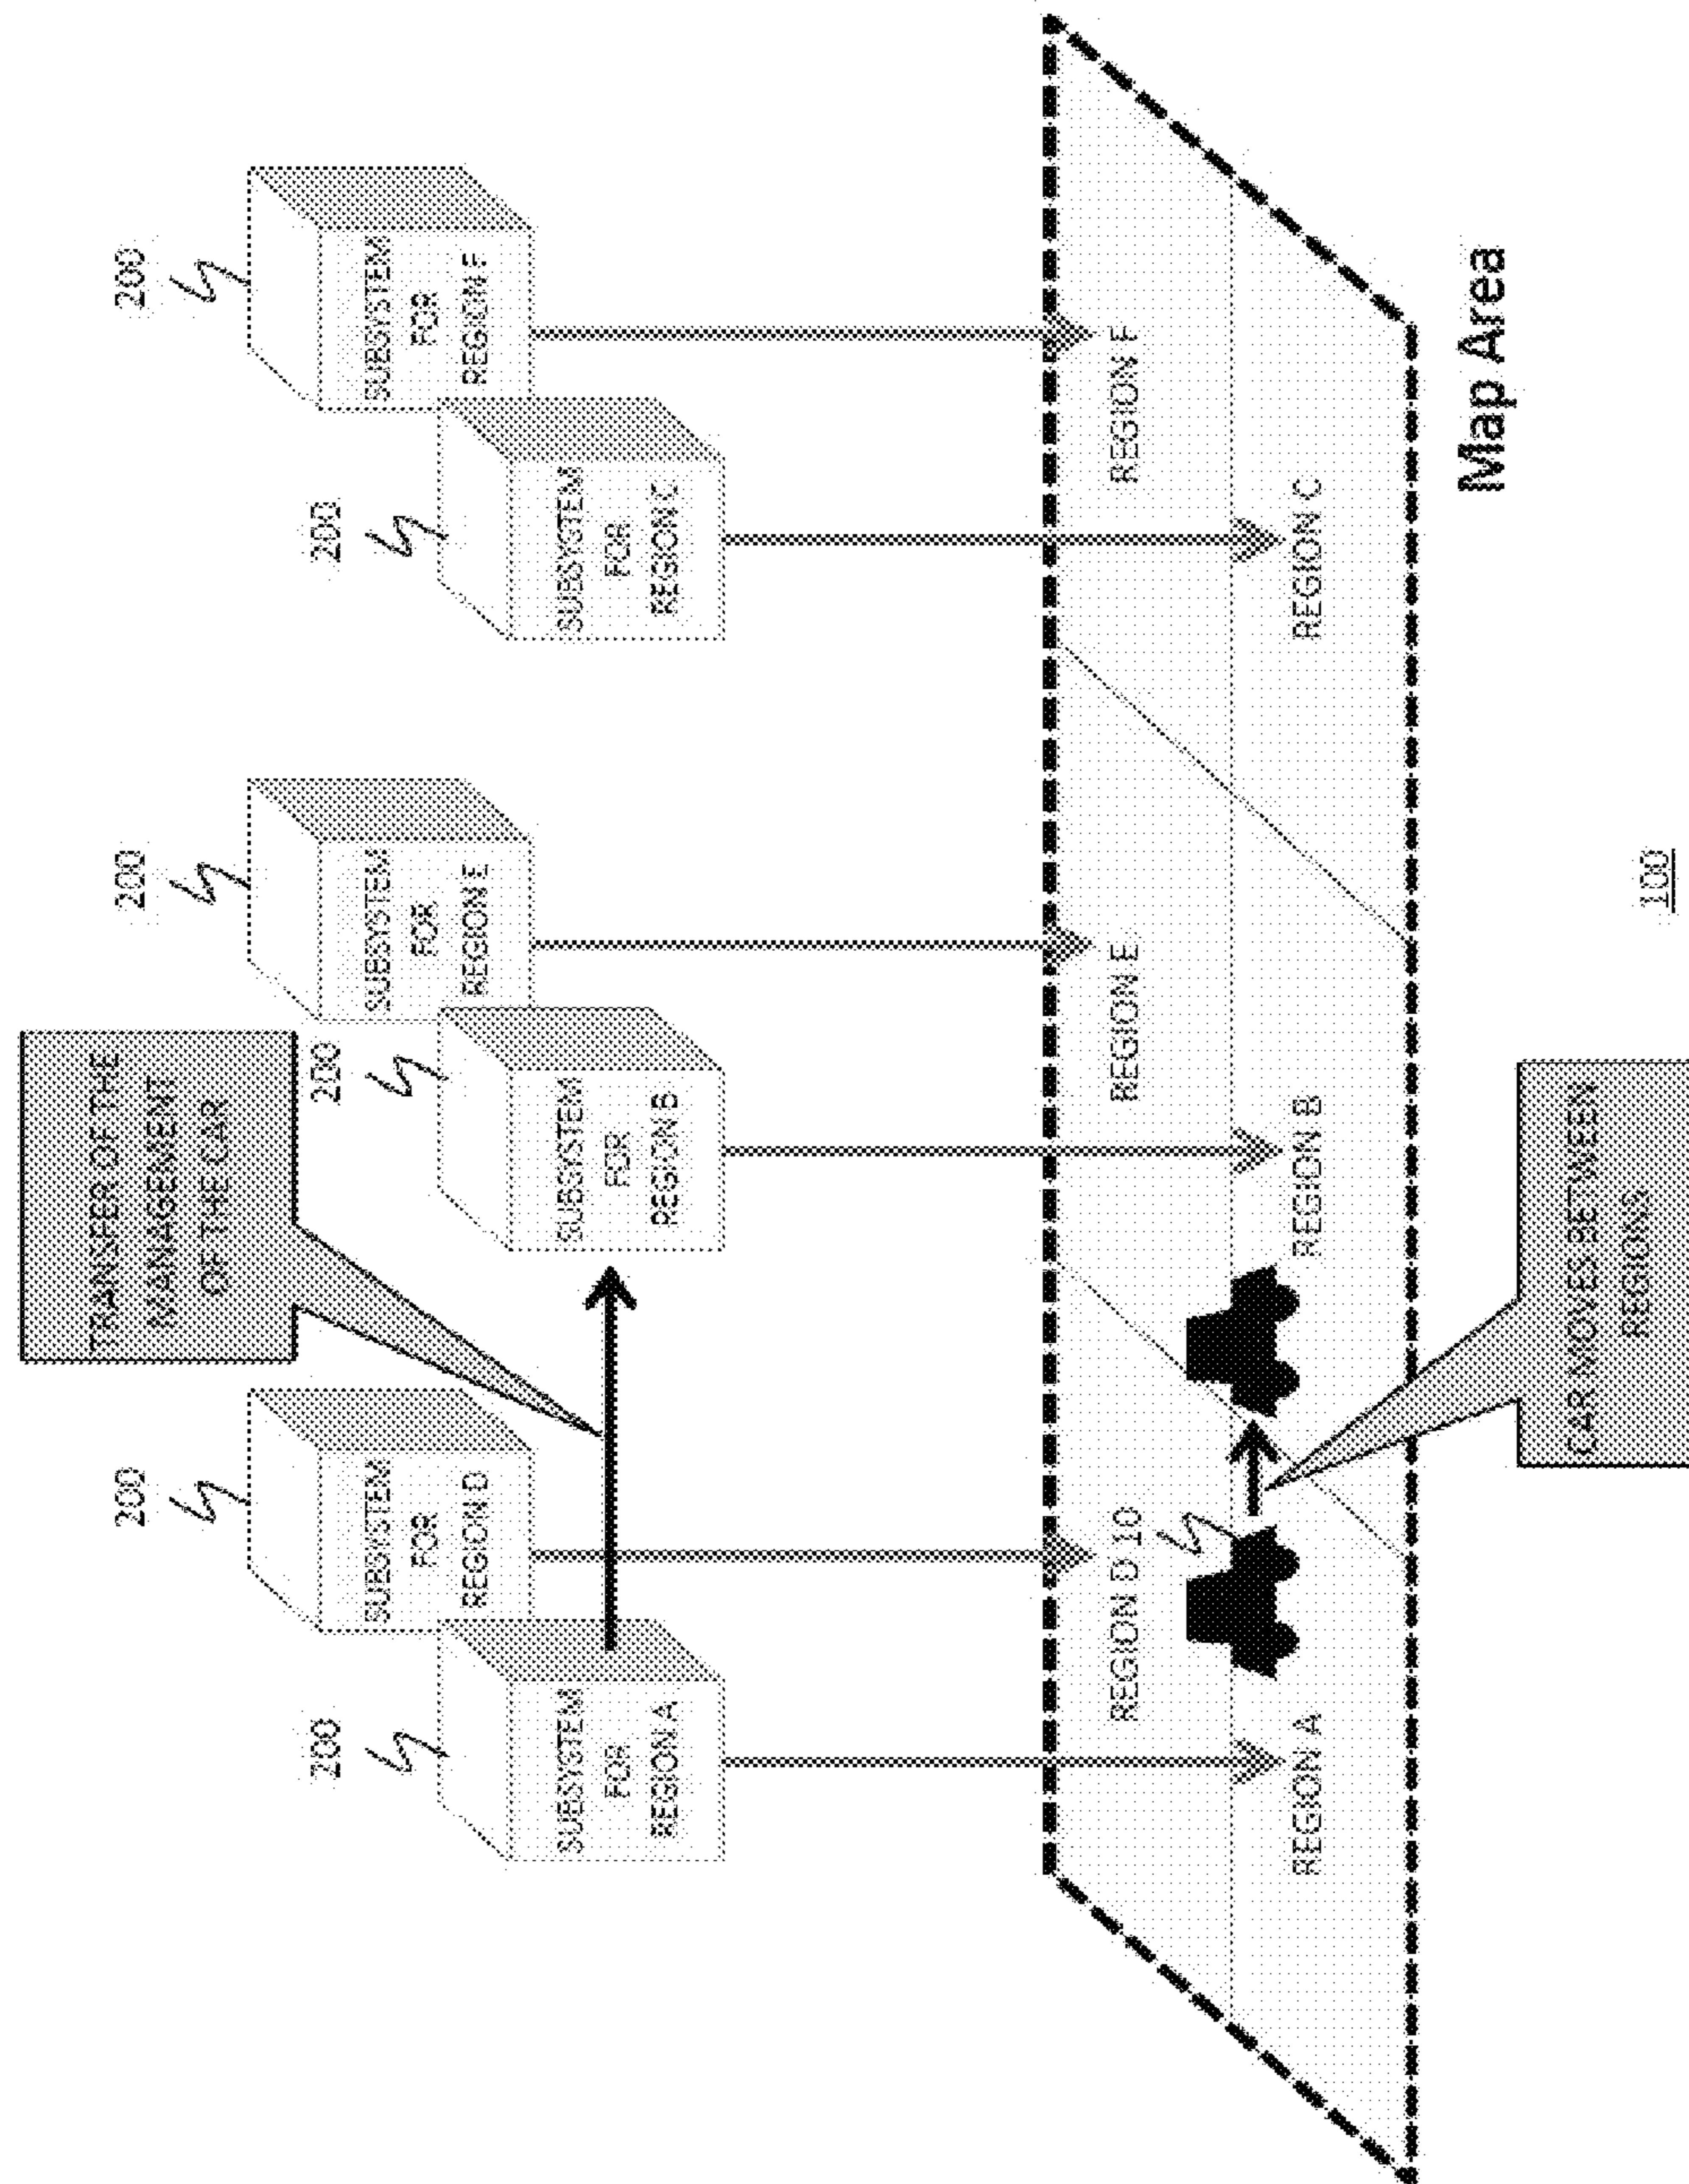 TRANSFER OF THE
MANAGEMENT
OF THE CAR
200
SUBSYSTEM
FOR
REGION D
200
SUBSYSTEM
FOR
REGION E
200
SUBSYSTEM
FOR
REGION F
200
SUBSYSTEM
FOR
REGION A
200
SUBSYSTEM
FOR
REGION B
200
SUBSYSTEM
FOR
REGION C
REGION D 10
REGION E
REGION F
REGION A
REGION B
REGION C
Map Area
CAR MOVES BETWEEN
REGIONS
100